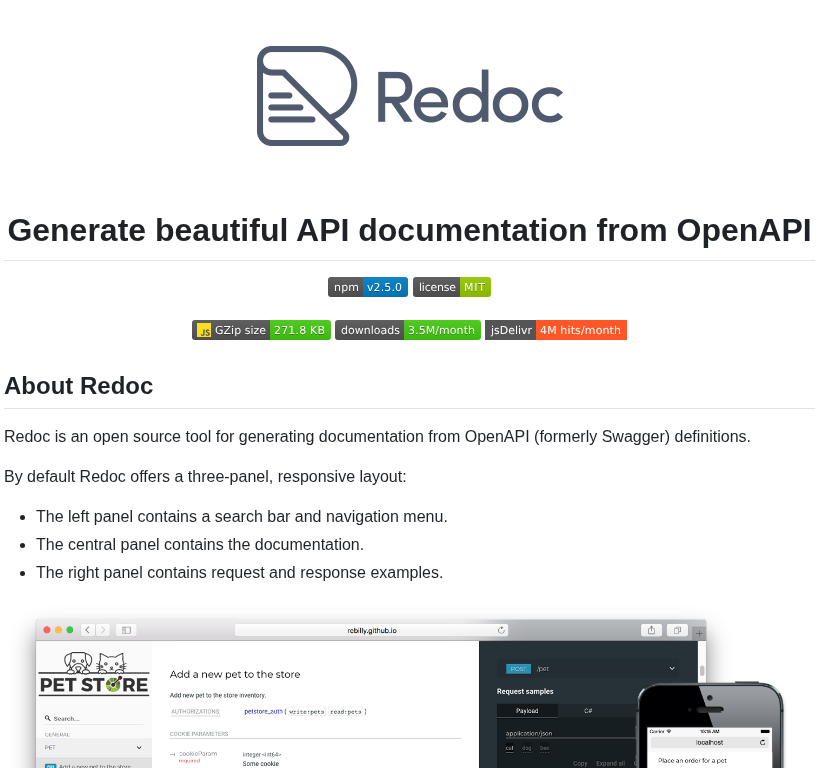 Redoc
Generate beautiful API documentation from OpenAPI
npm v2.5.0 license MIT
JS GZip size 271.8 KB downloads 3.5M/month jsDelivr 4M hits/month
About Redoc
Redoc is an open source tool for generating documentation from OpenAPI (formerly Swagger) definitions.
By default Redoc offers a three-panel, responsive layout:
The left panel contains a search bar and navigation menu.
The central panel contains the documentation.
The right panel contains request and response examples.
rebilly.github.io
PET STORE
Search...
GENERAL
PET
Add a new pet to the store
Add a new pet to the store
Add new pet to the store inventory.
AUTHORIZATIONS: petstore_auth ( write:pets read:pets )
COOKIE PARAMETERS
cookieParam integer <int64>
required Some cookie
POST /pet
Request samples
Payload C#
application/json
cat dog bee
Copy Expand all
Carrier 10:15 AM
localhost
Place an order for a pet